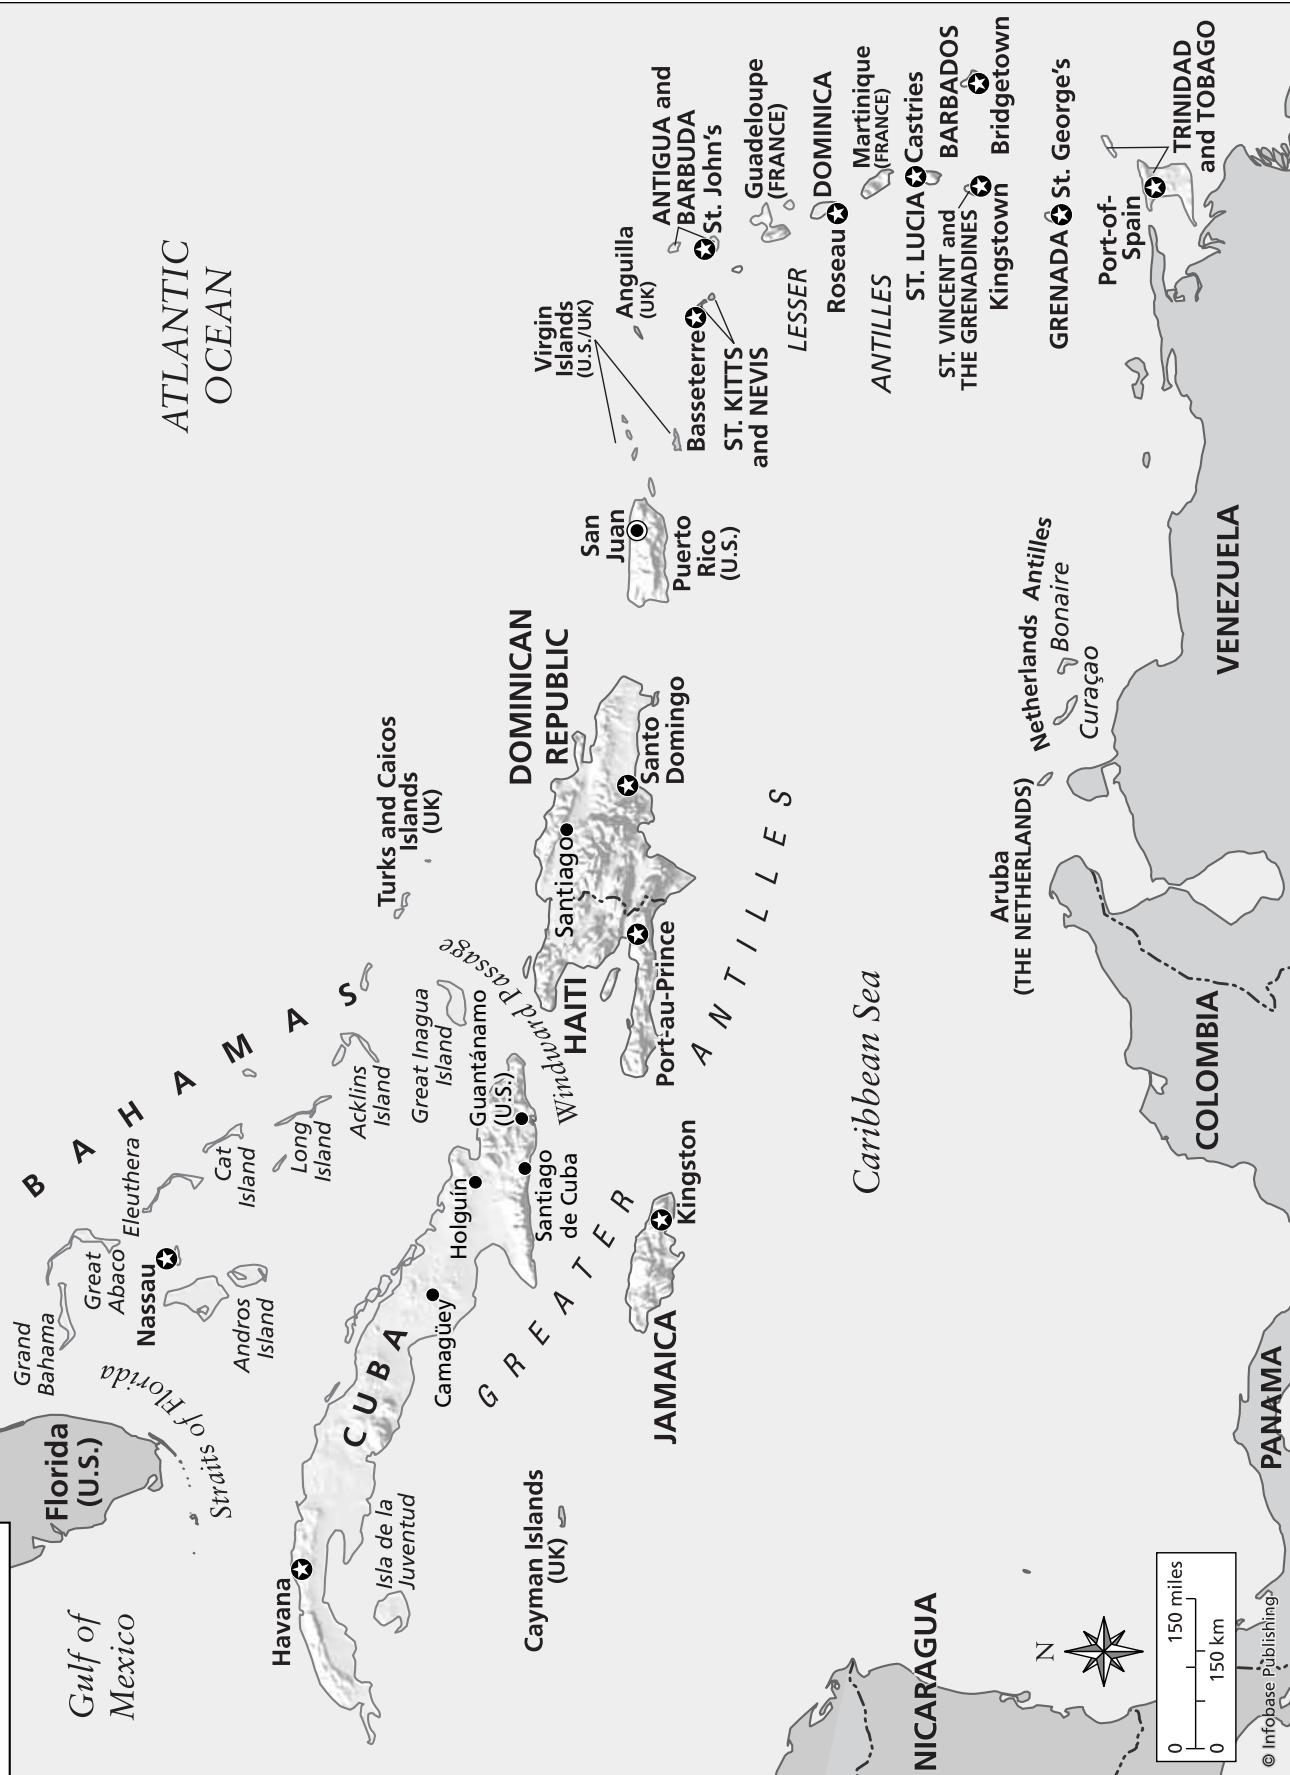 Gulf of
Mexico
Florida
(U.S.)
Straits of Florida
Grand
Bahama
Great
Abaco
Nassau
Andros
Island
Eleuthera
Cat
Island
Long
Island
Acklins
Island
Great Inagua
Island
BAHAMAS
Turks and Caicos
Islands
(UK)
ATLANTIC
OCEAN
Havana
Isla de la
Juventud
CUBA
Camagüey
Holguín
Santiago
de Cuba
Guantánamo
(U.S.)
Windward Passage
Cayman Islands
(UK)
JAMAICA
Kingston
GREATER
ANTILLES
HAITI
Port-au-Prince
DOMINICAN
REPUBLIC
Santiago
Santo
Domingo
San
Juan
Puerto
Rico
(U.S.)
Virgin
Islands
(U.S./UK)
Anguilla
(UK)
Basseterre
ST. KITTS
and NEVIS
ANTIGUA and
BARBUDA
St. John's
Guadeloupe
(FRANCE)
LESSER
ANTILLES
DOMINICA
Roseau
Martinique
(FRANCE)
ST. LUCIA
Castries
ST. VINCENT and
THE GRENADINES
Kingstown
BARBADOS
Bridgetown
GRENADA
St. George's
Port-of-
Spain
TRINIDAD
and TOBAGO
Caribbean Sea
Aruba
(THE NETHERLANDS)
Netherlands Antilles
Bonaire
Curaçao
NICARAGUA
PANAMA
COLOMBIA
VENEZUELA
N
0 150 miles
0 150 km
© Infobase Publishing